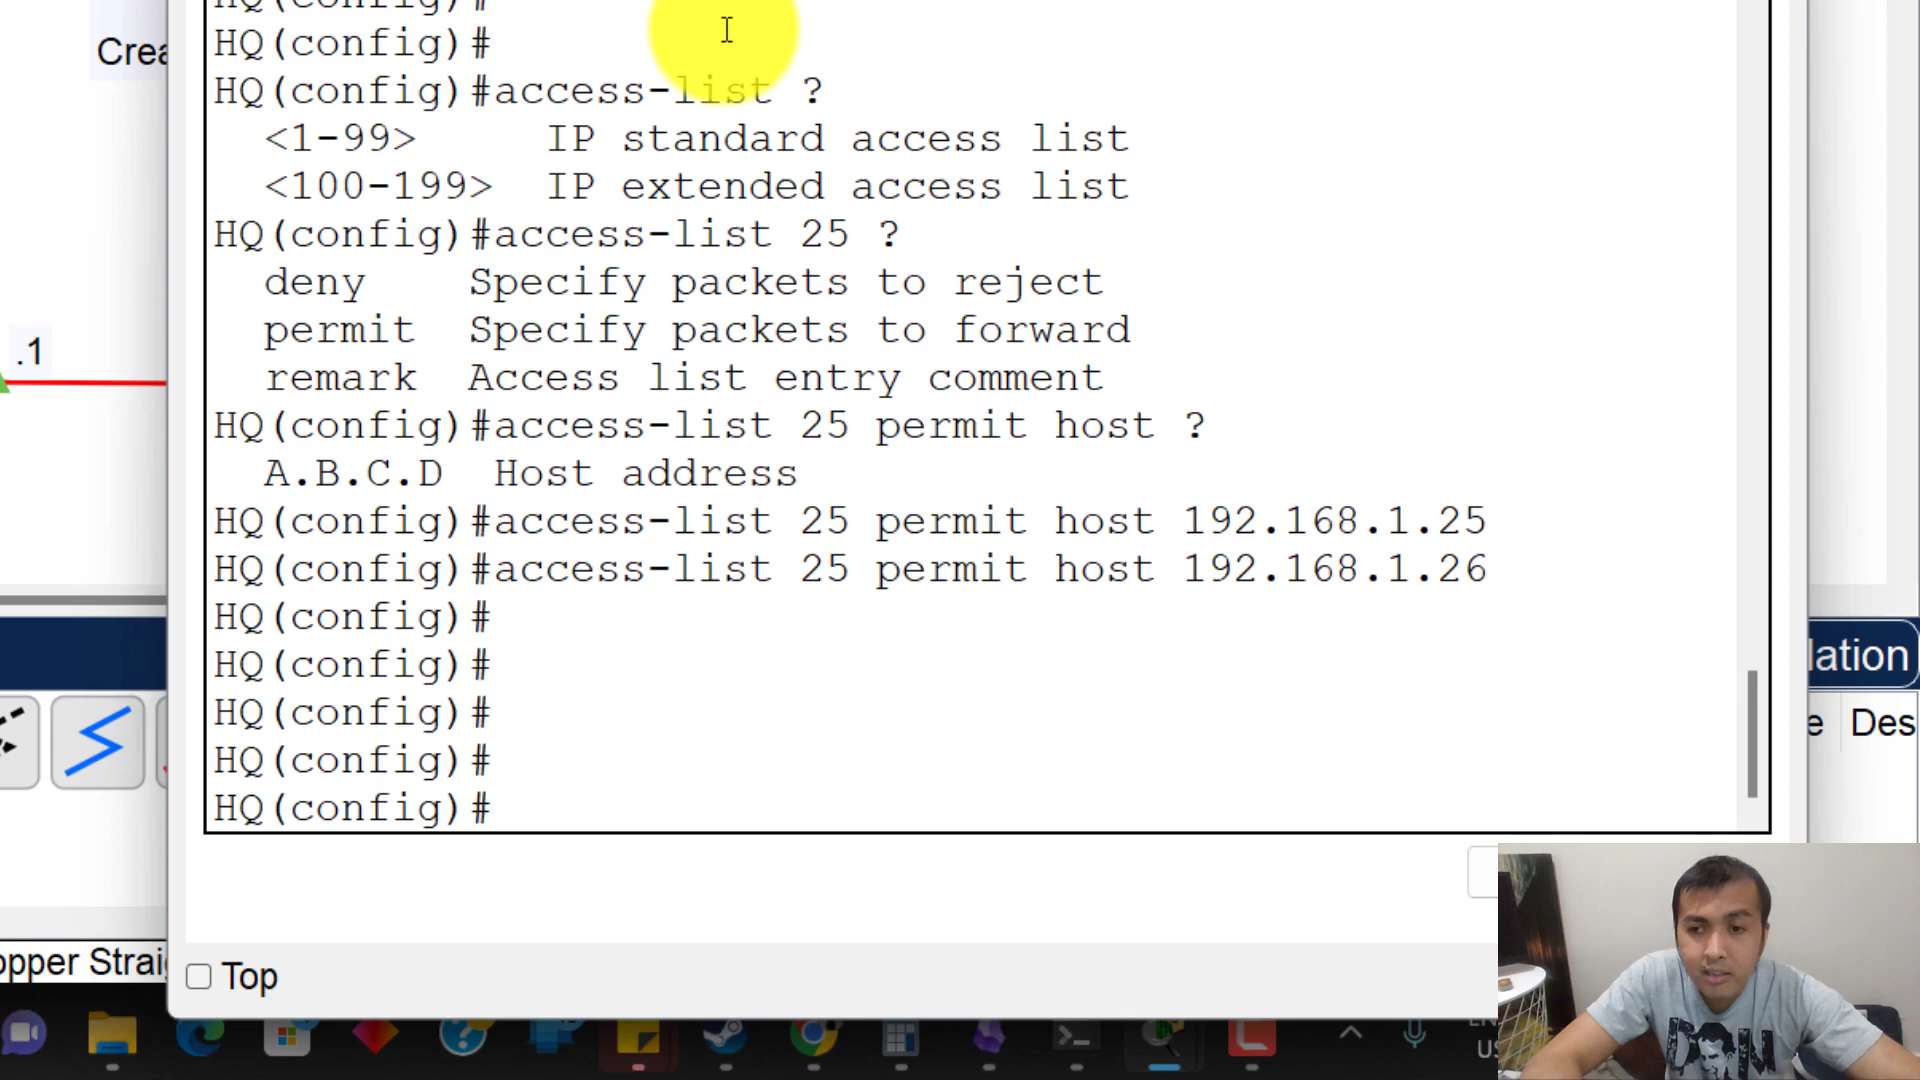 HQ(config)#
HQ(config)#
HQ(config)#access-list ?
<1-99> IP standard access list
<100-199> IP extended access list
HQ(config)#access-list 25 ?
deny Specify packets to reject
permit Specify packets to forward
remark Access list entry comment
HQ(config)#access-list 25 permit host ?
A.B.C.D Host address
HQ(config)#access-list 25 permit host 192.168.1.25
HQ(config)#access-list 25 permit host 192.168.1.26
HQ(config)#
HQ(config)#
HQ(config)#
HQ(config)#
HQ(config)#
Crea
.1
lation
e Des
opper Straig
Top
US